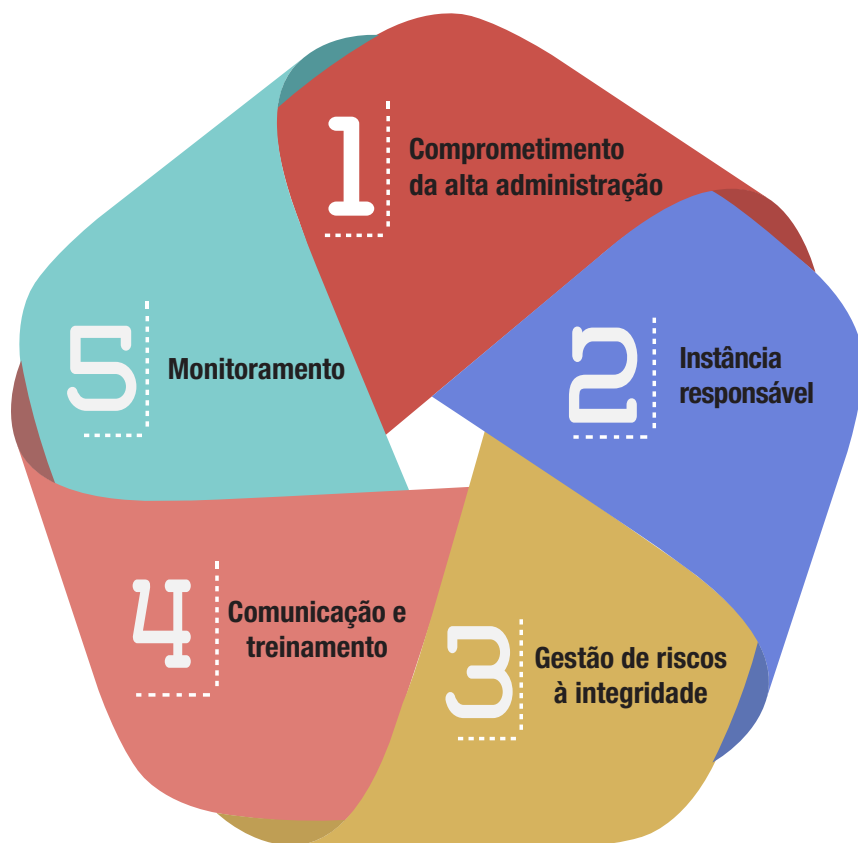 1
Comprometimento
da alta administração
2
Instância
responsável
3
Gestão de riscos
à integridade
4
Comunicação e
treinamento
5
Monitoramento